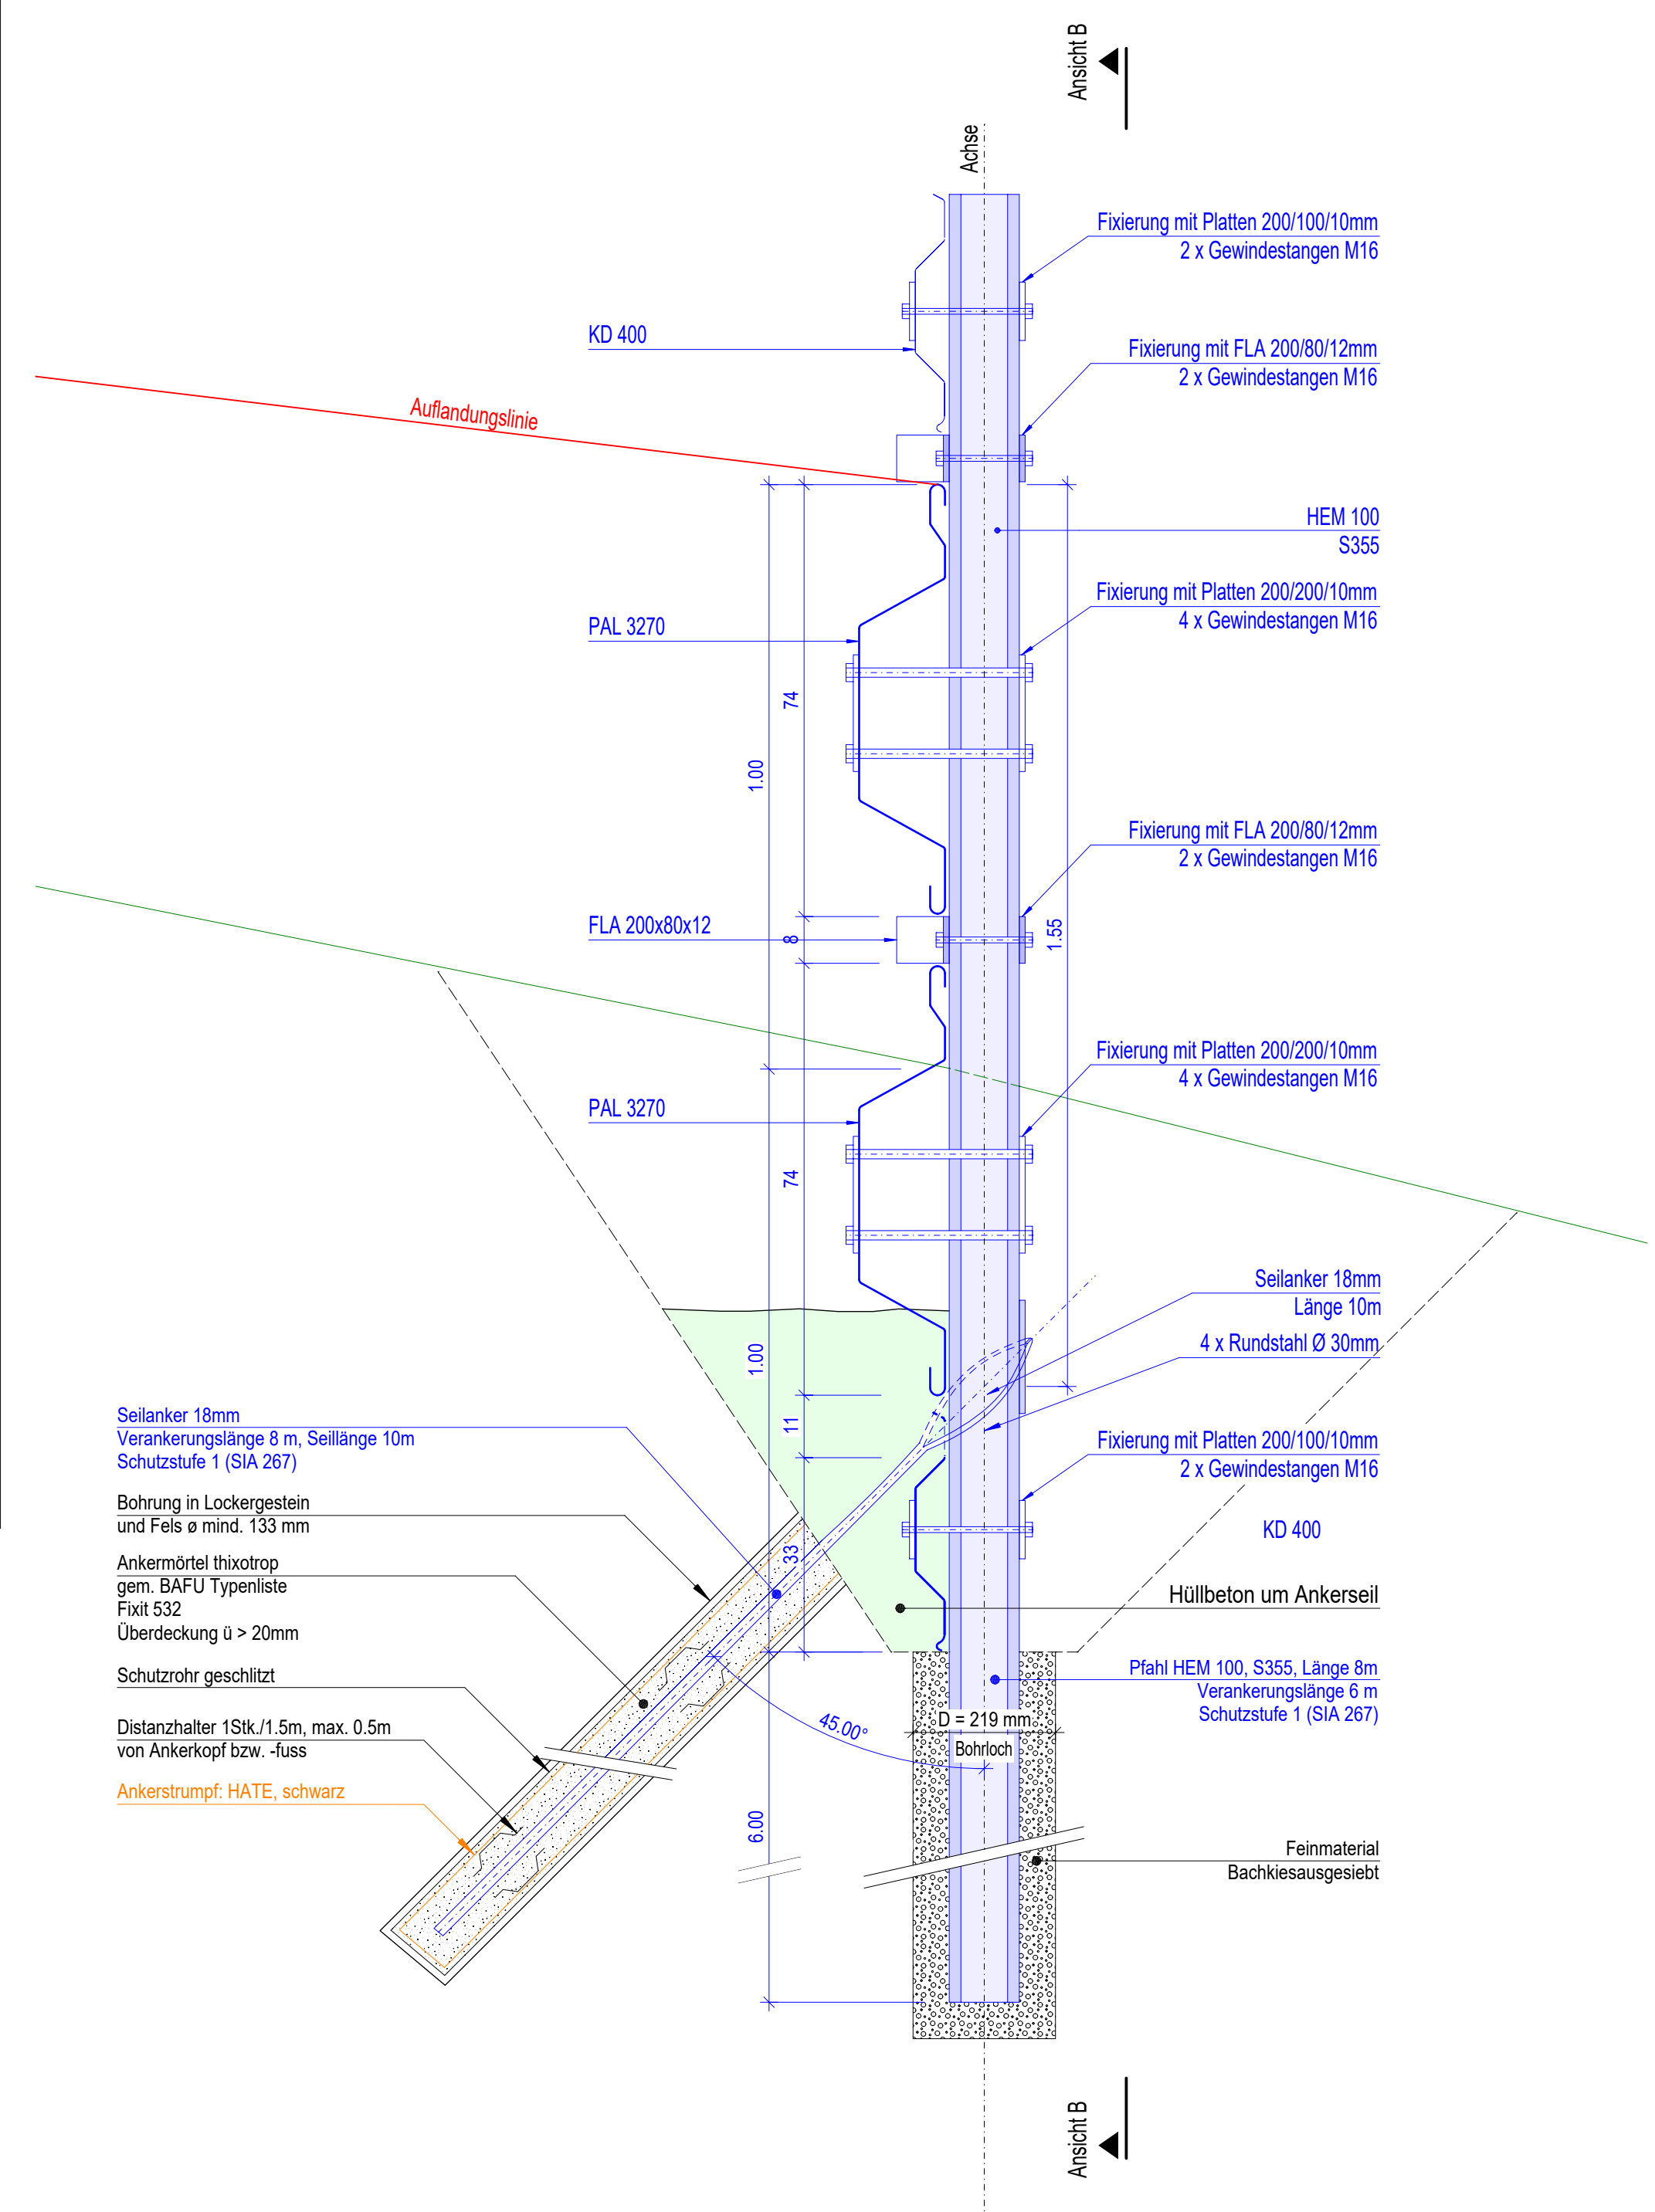 Ansicht B
Achse
Fixierung mit Platten 200/100/10mm
2 x Gewindestangen M16
KD 400
Fixierung mit FLA 200/80/12mm
2 x Gewindestangen M16
Auflandungslinie
HEM 100
S355
Fixierung mit Platten 200/200/10mm
4 x Gewindestangen M16
PAL 3270
74
1.00
Fixierung mit FLA 200/80/12mm
2 x Gewindestangen M16
FLA 200x80x12
8
1.55
Fixierung mit Platten 200/200/10mm
4 x Gewindestangen M16
PAL 3270
74
Seilanker 18mm
Länge 10m
4 x Rundstahl Ø 30mm
1.00
11
Seilanker 18mm
Verankerungslänge 8 m, Seillänge 10m
Schutzstufe 1 (SIA 267)
Fixierung mit Platten 200/100/10mm
2 x Gewindestangen M16
Bohrung in Lockergestein
und Fels ø mind. 133 mm
KD 400
33
Ankermörtel thixotrop
gem. BAFU Typenliste
Fixit 532
Überdeckung ü > 20mm
Hüllbeton um Ankerseil
Schutzrohr geschlitzt
Pfahl HEM 100, S355, Länge 8m
Verankerungslänge 6 m
Schutzstufe 1 (SIA 267)
Distanzhalter 1Stk./1.5m, max. 0.5m
von Ankerkopf bzw. -fuss
45.00°
D = 219 mm
Bohrloch
Ankerstrumpf: HATE, schwarz
6.00
Feinmaterial
Bachkiesausgesiebt
Ansicht B